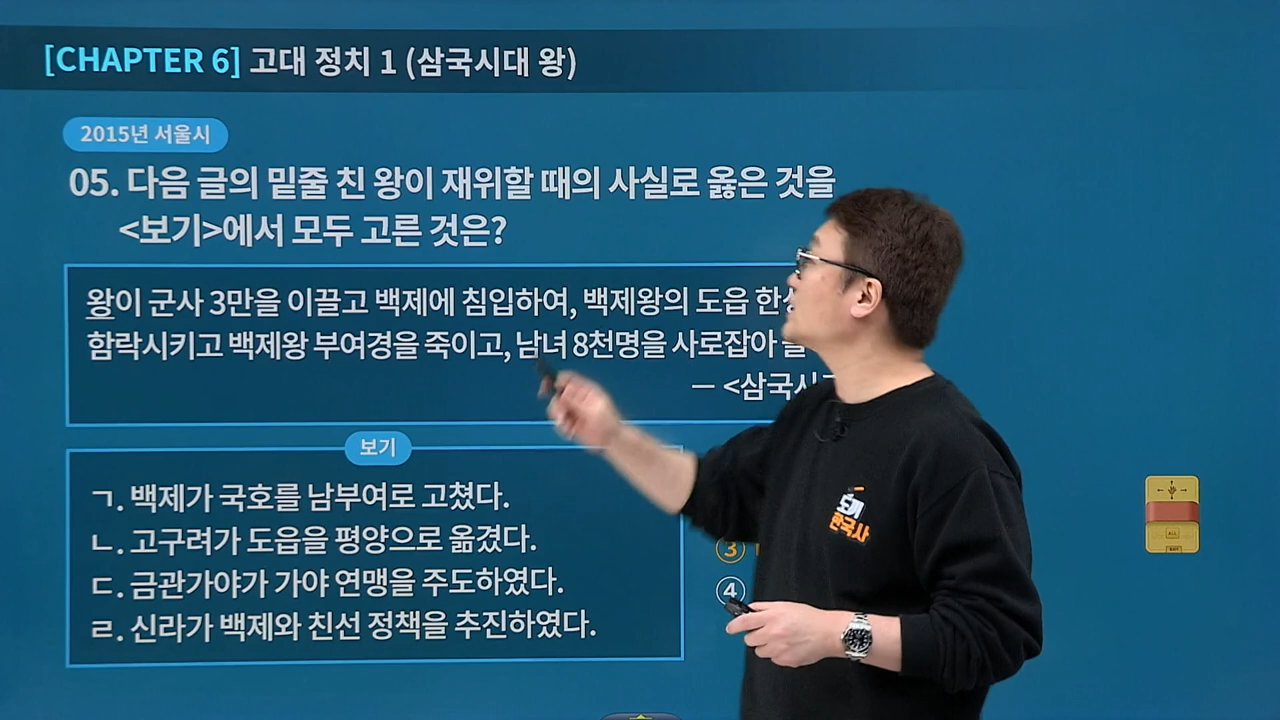 [CHAPTER 6] 고대 정치 1 (삼국시대 왕)
2015년 서울시
05. 다음 글의 밑줄 친 왕이 재위할 때의 사실로 옳은 것을
<보기>에서 모두 고른 것은?
왕이 군사 3만을 이끌고 백제에 침입하여, 백제왕의 도읍
함락시키고 백제왕 부여경을 죽이고, 남녀 8천명을 사로잡아
보기
ㄱ. 백제가 국호를 남부여로 고쳤다.
ㄴ. 고구려가 도읍을 평양으로 옮겼다.
ㄷ. 금관가야가 가야 연맹을 주도하였다.
ㄹ. 신라가 백제와 친선 정책을 추진하였다.
③
④
한국사